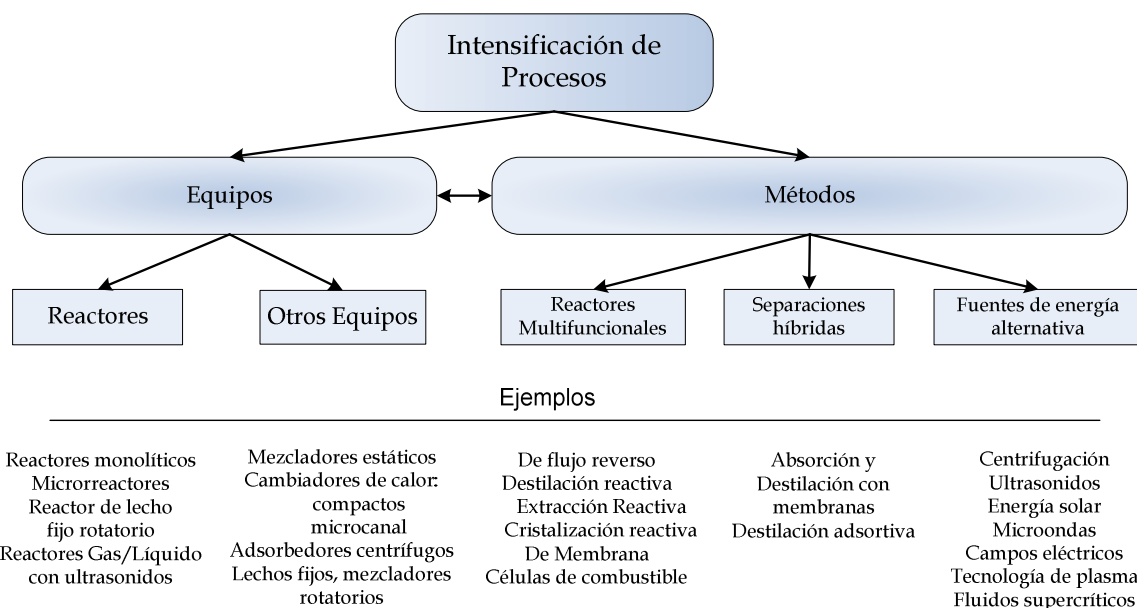 Intensificación de
Procesos
Equipos
Métodos
Reactores
Otros Equipos
Reactores
Multifuncionales
Separaciones
híbridas
Fuentes de energía
alternativa
Ejemplos
Reactores monolíticos
Microrreactores
Reactor de lecho
fijo rotatorio
Reactores Gas/Líquido
con ultrasonidos
Mezcladores estáticos
Cambiadores de calor:
compactos
microcanal
Adsorbedores centrífugos
Lechos fijos, mezcladores
rotatorios
De flujo reverso
Destilación reactiva
Extracción Reactiva
Cristalización reactiva
De Membrana
Células de combustible
Absorción y
Destilación con
membranas
Destilación adsortiva
Centrifugación
Ultrasonidos
Energía solar
Microondas
Campos eléctricos
Tecnología de plasma
Fluidos supercríticos